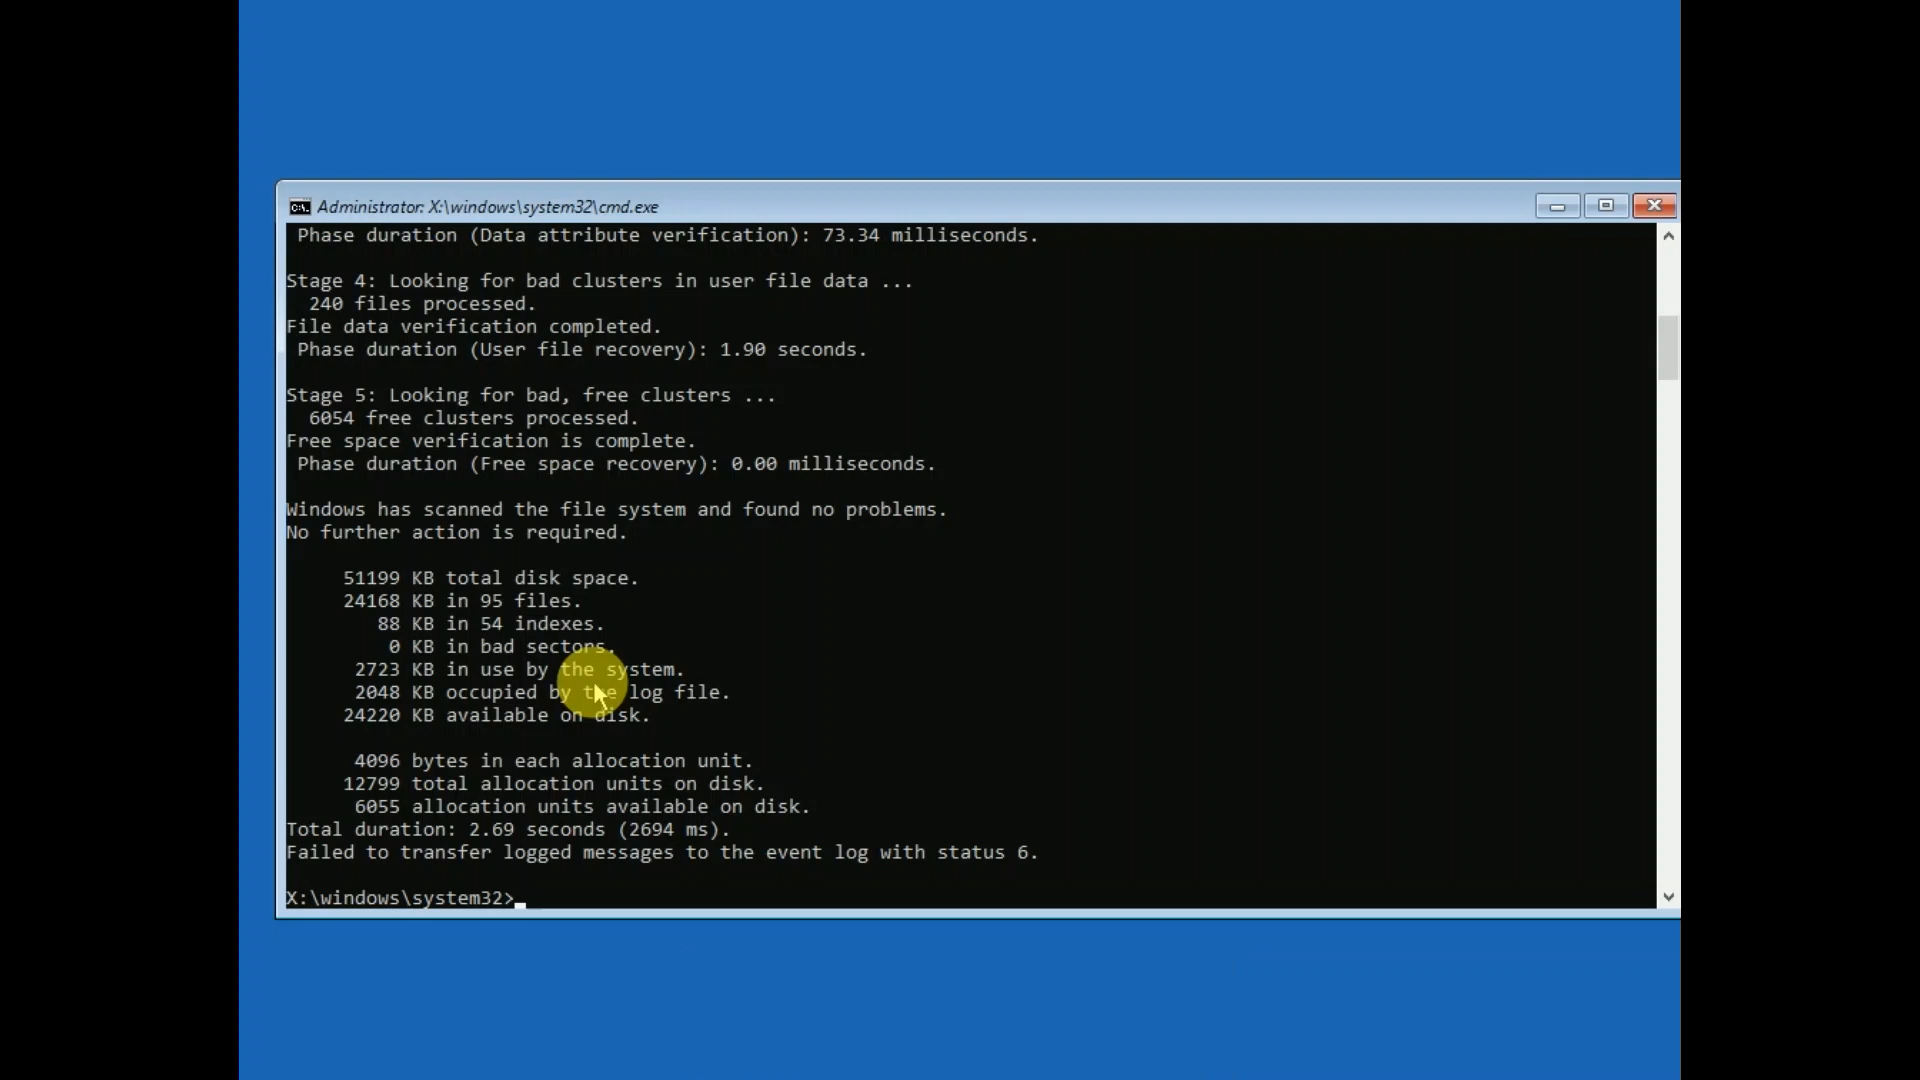 Administrator: X:\windows\system32\cmd.exe
Phase duration (Data attribute verification): 73.34 milliseconds.
Stage 4: Looking for bad clusters in user file data ...
240 files processed.
File data verification completed.
Phase duration (User file recovery): 1.90 seconds.
Stage 5: Looking for bad, free clusters ...
6054 free clusters processed.
Free space verification is complete.
Phase duration (Free space recovery): 0.00 milliseconds.
Windows has scanned the file system and found no problems.
No further action is required.
51199 KB total disk space.
24168 KB in 95 files.
88 KB in 54 indexes.
0 KB in bad sectors.
2723 KB in use by the system.
2048 KB occupied by the log file.
24220 KB available on disk.
4096 bytes in each allocation unit.
12799 total allocation units on disk.
6055 allocation units available on disk.
Total duration: 2.69 seconds (2694 ms).
Failed to transfer logged messages to the event log with status 6.
X:\windows\system32>